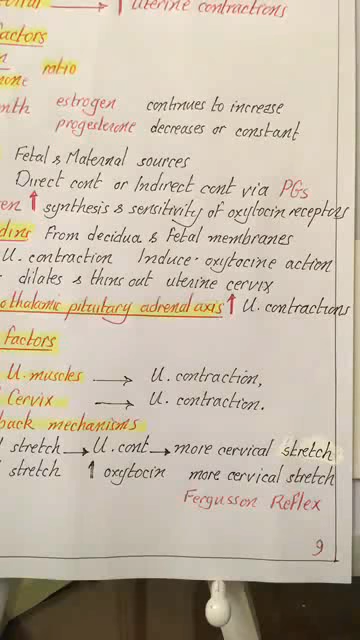 ↑ uterine contractions
factors
ratio
estrogen continues to increase
progesterone decreases or constant
Fetal & Maternal sources
Direct cont or Indirect cont via PGs
↑ synthesis & sensitivity of oxytocin receptors
From decidua & fetal membranes
U. contraction Induce oxytocine action
dilates & thins out uterine cervix
othalamic pituitary adrenal axis ↑ U. contractions
factors
U. muscles → U. contraction,
Cervix → U. contraction.
back mechanisms
stretch → U. cont → more cervical stretch
stretch ↑ oxytocin more cervical stretch
Fergusson Reflex
9